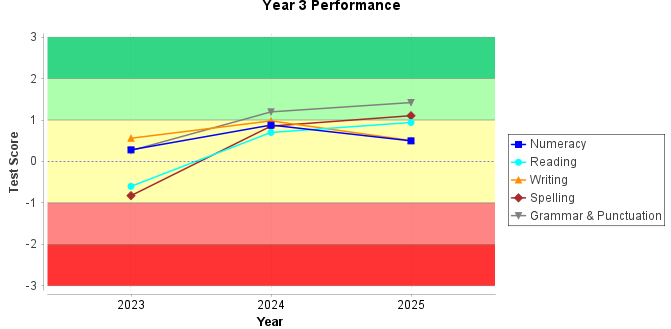 Year 3 Performance
3
2
1
0
-1
-2
-3
Test Score
2023
2024
2025
Year
Numeracy
Reading
Writing
Spelling
Grammar & Punctuation